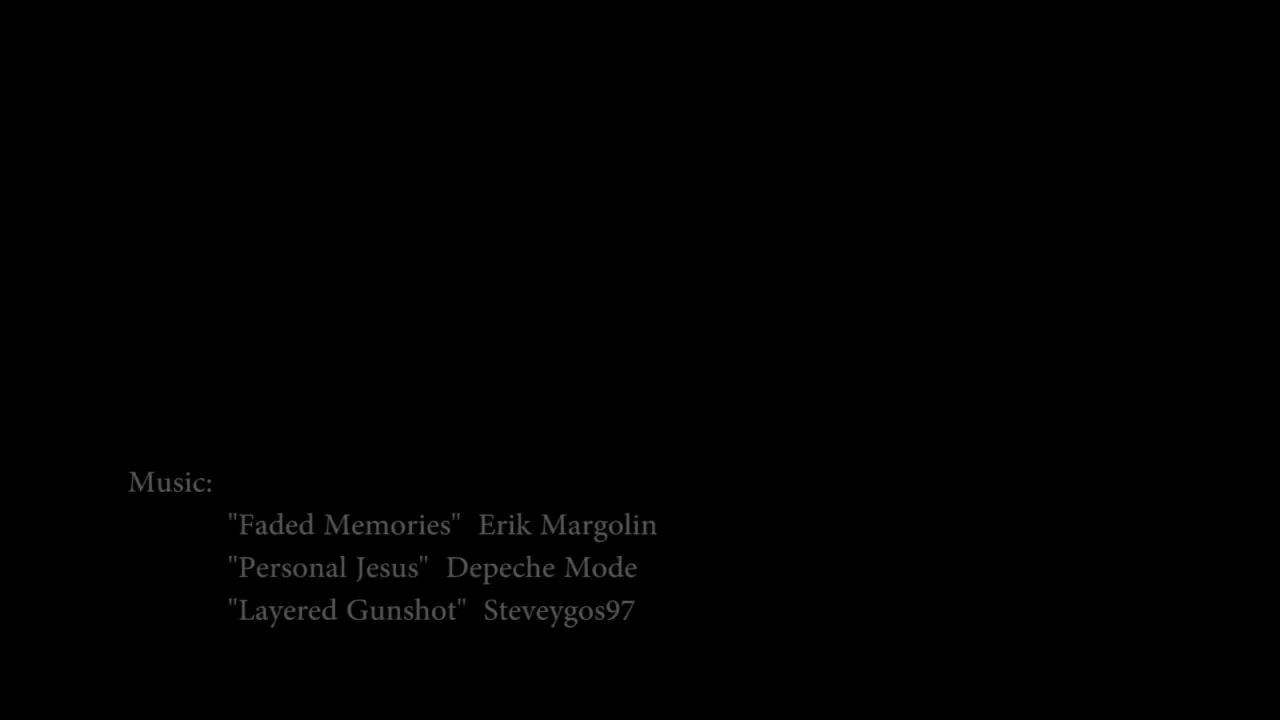 Music:
"Faded Memories"  Erik Margolin
"Personal Jesus"  Depeche Mode
"Layered Gunshot"  Steveygos97